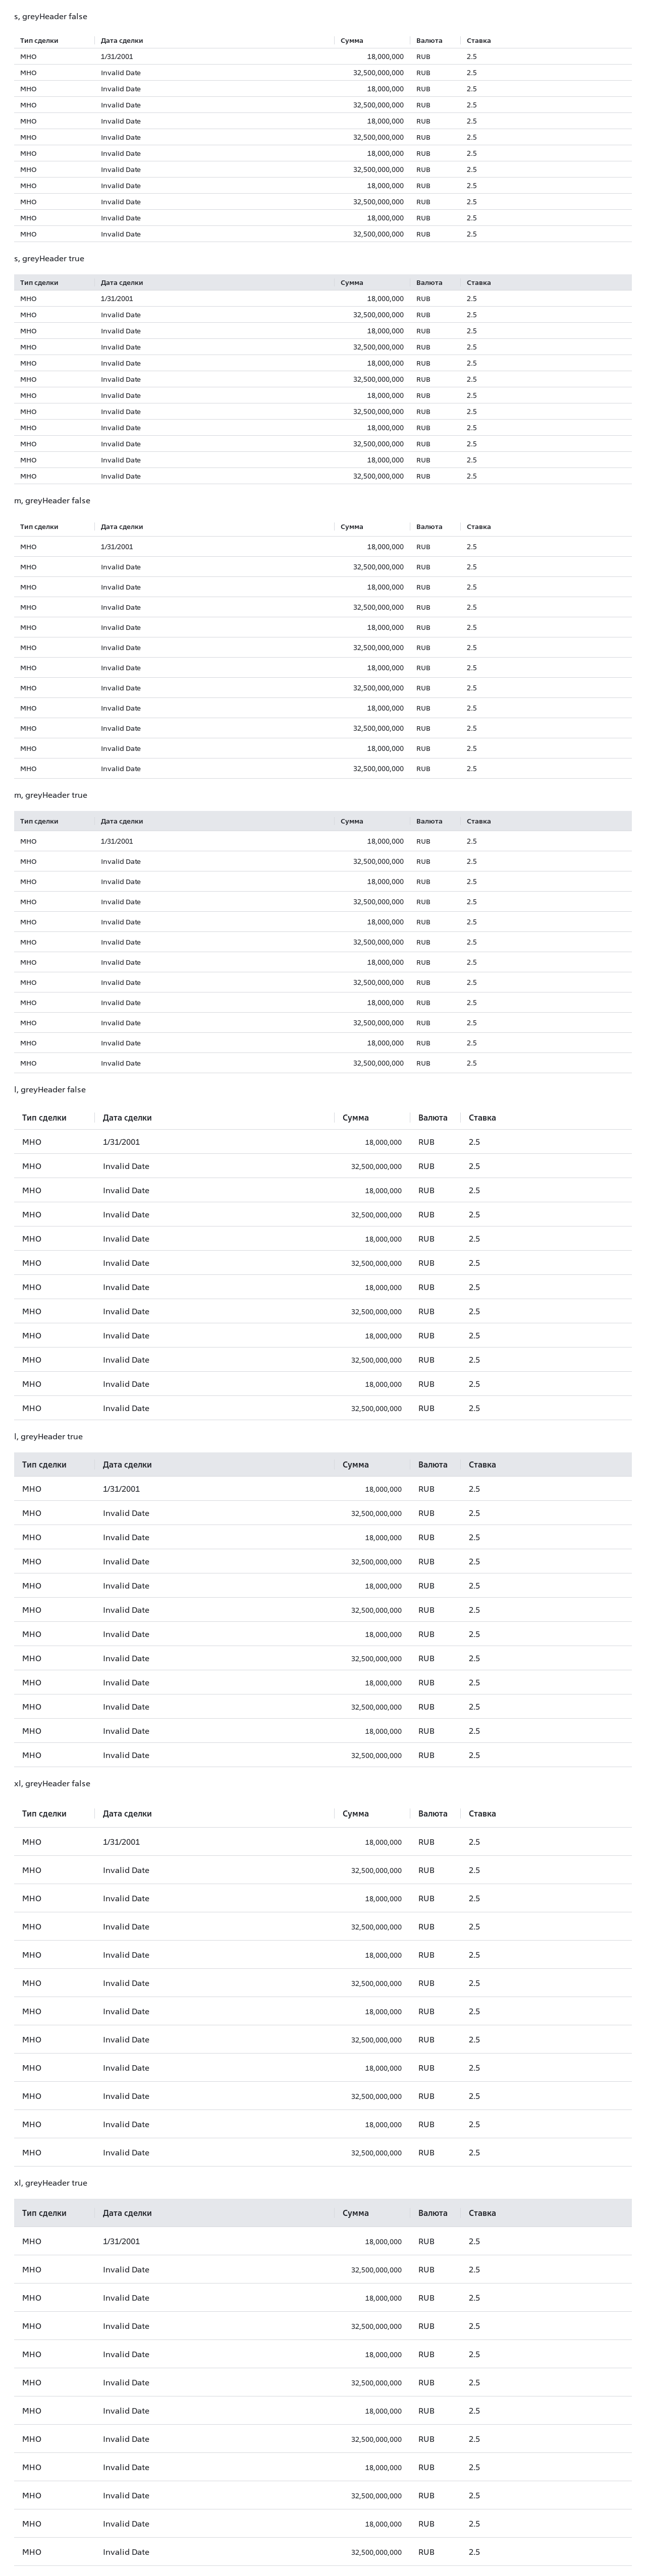 s, greyHeader false
Тип сделки Дата сделки Сумма Валюта Ставка
МНО 1/31/2001 18,000,000 RUB 2.5
МНО Invalid Date 32,500,000,000 RUB 2.5
МНО Invalid Date 18,000,000 RUB 2.5
МНО Invalid Date 32,500,000,000 RUB 2.5
МНО Invalid Date 18,000,000 RUB 2.5
МНО Invalid Date 32,500,000,000 RUB 2.5
МНО Invalid Date 18,000,000 RUB 2.5
МНО Invalid Date 32,500,000,000 RUB 2.5
МНО Invalid Date 18,000,000 RUB 2.5
МНО Invalid Date 32,500,000,000 RUB 2.5
МНО Invalid Date 18,000,000 RUB 2.5
МНО Invalid Date 32,500,000,000 RUB 2.5
s, greyHeader true
Тип сделки Дата сделки Сумма Валюта Ставка
МНО 1/31/2001 18,000,000 RUB 2.5
МНО Invalid Date 32,500,000,000 RUB 2.5
МНО Invalid Date 18,000,000 RUB 2.5
МНО Invalid Date 32,500,000,000 RUB 2.5
МНО Invalid Date 18,000,000 RUB 2.5
МНО Invalid Date 32,500,000,000 RUB 2.5
МНО Invalid Date 18,000,000 RUB 2.5
МНО Invalid Date 32,500,000,000 RUB 2.5
МНО Invalid Date 18,000,000 RUB 2.5
МНО Invalid Date 32,500,000,000 RUB 2.5
МНО Invalid Date 18,000,000 RUB 2.5
МНО Invalid Date 32,500,000,000 RUB 2.5
m, greyHeader false
Тип сделки Дата сделки Сумма Валюта Ставка
МНО 1/31/2001 18,000,000 RUB 2.5
МНО Invalid Date 32,500,000,000 RUB 2.5
МНО Invalid Date 18,000,000 RUB 2.5
МНО Invalid Date 32,500,000,000 RUB 2.5
МНО Invalid Date 18,000,000 RUB 2.5
МНО Invalid Date 32,500,000,000 RUB 2.5
МНО Invalid Date 18,000,000 RUB 2.5
МНО Invalid Date 32,500,000,000 RUB 2.5
МНО Invalid Date 18,000,000 RUB 2.5
МНО Invalid Date 32,500,000,000 RUB 2.5
МНО Invalid Date 18,000,000 RUB 2.5
МНО Invalid Date 32,500,000,000 RUB 2.5
m, greyHeader true
Тип сделки Дата сделки Сумма Валюта Ставка
МНО 1/31/2001 18,000,000 RUB 2.5
МНО Invalid Date 32,500,000,000 RUB 2.5
МНО Invalid Date 18,000,000 RUB 2.5
МНО Invalid Date 32,500,000,000 RUB 2.5
МНО Invalid Date 18,000,000 RUB 2.5
МНО Invalid Date 32,500,000,000 RUB 2.5
МНО Invalid Date 18,000,000 RUB 2.5
МНО Invalid Date 32,500,000,000 RUB 2.5
МНО Invalid Date 18,000,000 RUB 2.5
МНО Invalid Date 32,500,000,000 RUB 2.5
МНО Invalid Date 18,000,000 RUB 2.5
МНО Invalid Date 32,500,000,000 RUB 2.5
l, greyHeader false
Тип сделки Дата сделки Сумма Валюта Ставка
МНО 1/31/2001 18,000,000 RUB 2.5
МНО Invalid Date 32,500,000,000 RUB 2.5
МНО Invalid Date 18,000,000 RUB 2.5
МНО Invalid Date 32,500,000,000 RUB 2.5
МНО Invalid Date 18,000,000 RUB 2.5
МНО Invalid Date 32,500,000,000 RUB 2.5
МНО Invalid Date 18,000,000 RUB 2.5
МНО Invalid Date 32,500,000,000 RUB 2.5
МНО Invalid Date 18,000,000 RUB 2.5
МНО Invalid Date 32,500,000,000 RUB 2.5
МНО Invalid Date 18,000,000 RUB 2.5
МНО Invalid Date 32,500,000,000 RUB 2.5
l, greyHeader true
Тип сделки Дата сделки Сумма Валюта Ставка
МНО 1/31/2001 18,000,000 RUB 2.5
МНО Invalid Date 32,500,000,000 RUB 2.5
МНО Invalid Date 18,000,000 RUB 2.5
МНО Invalid Date 32,500,000,000 RUB 2.5
МНО Invalid Date 18,000,000 RUB 2.5
МНО Invalid Date 32,500,000,000 RUB 2.5
МНО Invalid Date 18,000,000 RUB 2.5
МНО Invalid Date 32,500,000,000 RUB 2.5
МНО Invalid Date 18,000,000 RUB 2.5
МНО Invalid Date 32,500,000,000 RUB 2.5
МНО Invalid Date 18,000,000 RUB 2.5
МНО Invalid Date 32,500,000,000 RUB 2.5
xl, greyHeader false
Тип сделки Дата сделки Сумма Валюта Ставка
МНО 1/31/2001 18,000,000 RUB 2.5
МНО Invalid Date 32,500,000,000 RUB 2.5
МНО Invalid Date 18,000,000 RUB 2.5
МНО Invalid Date 32,500,000,000 RUB 2.5
МНО Invalid Date 18,000,000 RUB 2.5
МНО Invalid Date 32,500,000,000 RUB 2.5
МНО Invalid Date 18,000,000 RUB 2.5
МНО Invalid Date 32,500,000,000 RUB 2.5
МНО Invalid Date 18,000,000 RUB 2.5
МНО Invalid Date 32,500,000,000 RUB 2.5
МНО Invalid Date 18,000,000 RUB 2.5
МНО Invalid Date 32,500,000,000 RUB 2.5
xl, greyHeader true
Тип сделки Дата сделки Сумма Валюта Ставка
МНО 1/31/2001 18,000,000 RUB 2.5
МНО Invalid Date 32,500,000,000 RUB 2.5
МНО Invalid Date 18,000,000 RUB 2.5
МНО Invalid Date 32,500,000,000 RUB 2.5
МНО Invalid Date 18,000,000 RUB 2.5
МНО Invalid Date 32,500,000,000 RUB 2.5
МНО Invalid Date 18,000,000 RUB 2.5
МНО Invalid Date 32,500,000,000 RUB 2.5
МНО Invalid Date 18,000,000 RUB 2.5
МНО Invalid Date 32,500,000,000 RUB 2.5
МНО Invalid Date 18,000,000 RUB 2.5
МНО Invalid Date 32,500,000,000 RUB 2.5